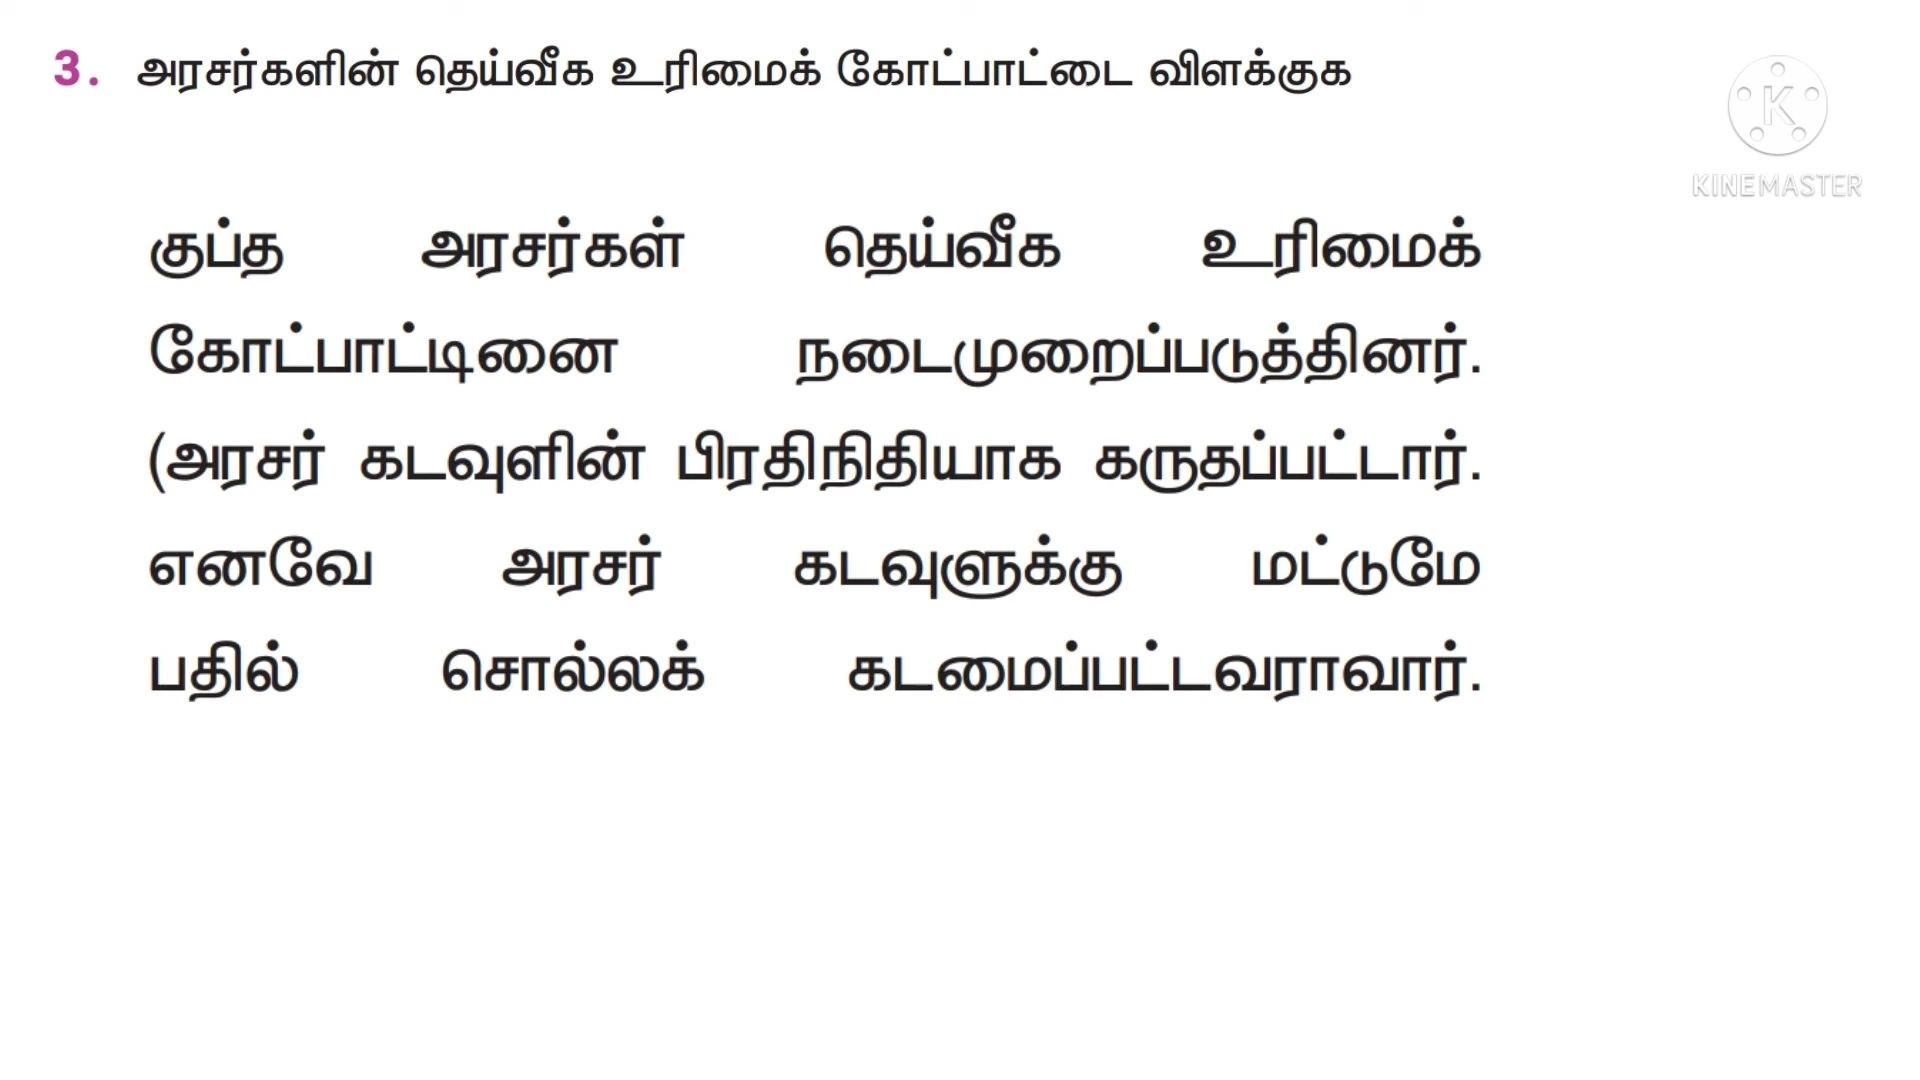 3. அரசர்களின் தெய்வீக உரிமைக் கோட்பாட்டை விளக்குக
KINEMASTER
குப்த அரசர்கள் தெய்வீக உரிமைக்
கோட்பாட்டினை நடைமுறைப்படுத்தினர்.
(அரசர் கடவுளின் பிரதிநிதியாக கருதப்பட்டார்.
எனவே அரசர் கடவுளுக்கு மட்டுமே
பதில் சொல்லக் கடமைப்பட்டவராவார்.